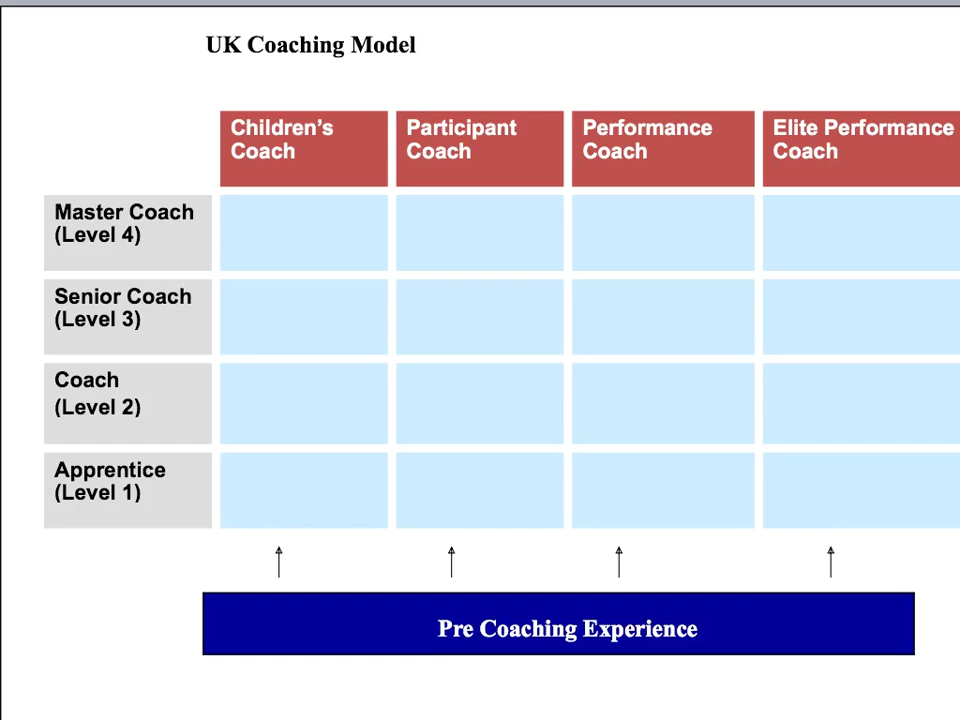 UK Coaching Model
Children’s
Coach
Participant
Coach
Performance
Coach
Elite Performance
Coach
Master Coach
(Level 4)
Senior Coach
(Level 3)
Coach
(Level 2)
Apprentice
(Level 1)
Pre Coaching Experience